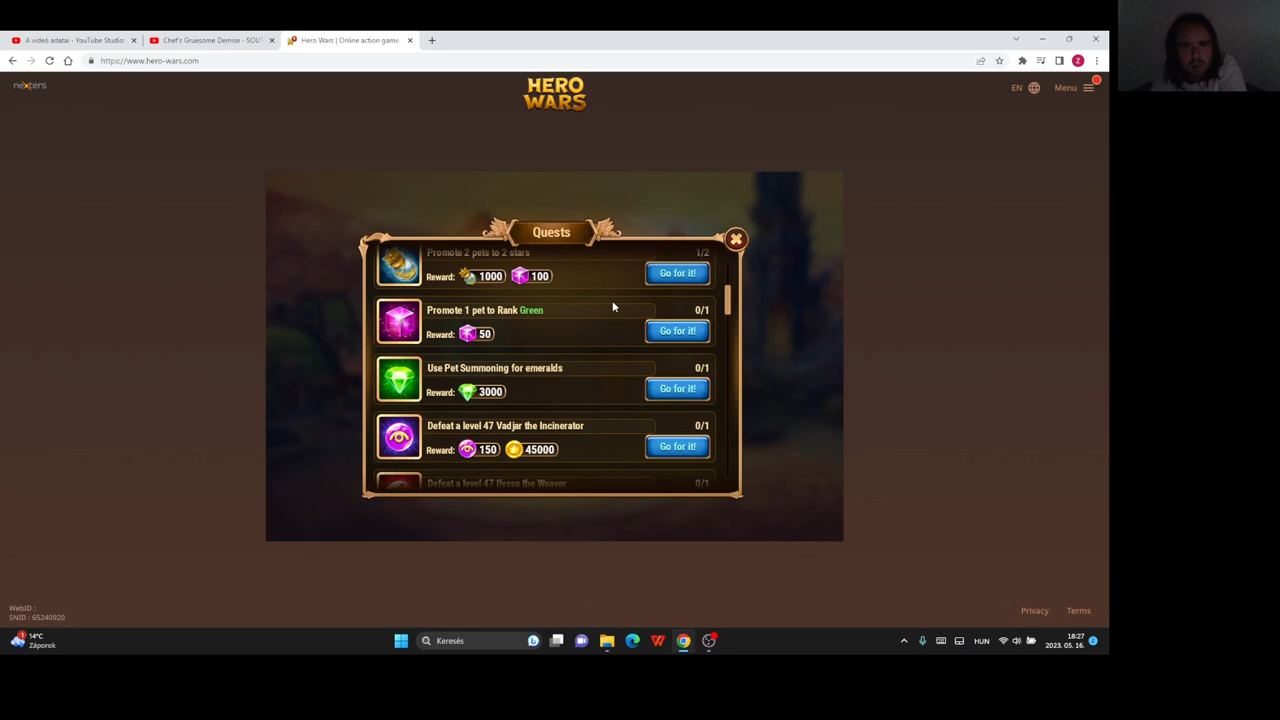 A videó adatai - YouTube Studio
Chef's Gruesome Demise - SOUT
Hero Wars | Online action game
https://www.hero-wars.com
Z
nexters
HERO
WARS
EN
Menu
Quests
Promote 2 pets to 2 stars
1/2
Reward: 1000 100
Go for it!
Promote 1 pet to Rank Green
0/1
Reward: 50
Go for it!
Use Pet Summoning for emeralds
0/1
Reward: 3000
Go for it!
Defeat a level 47 Vadjar the Incinerator
0/1
Reward: 150 45000
Go for it!
Defeat a level 47 Ilyssa the Weaver
0/1
WebID :
SNID : 65240920
Privacy
Terms
1
14°C
Záporok
Keresés
HUN
18:27
2023. 05. 16.
2